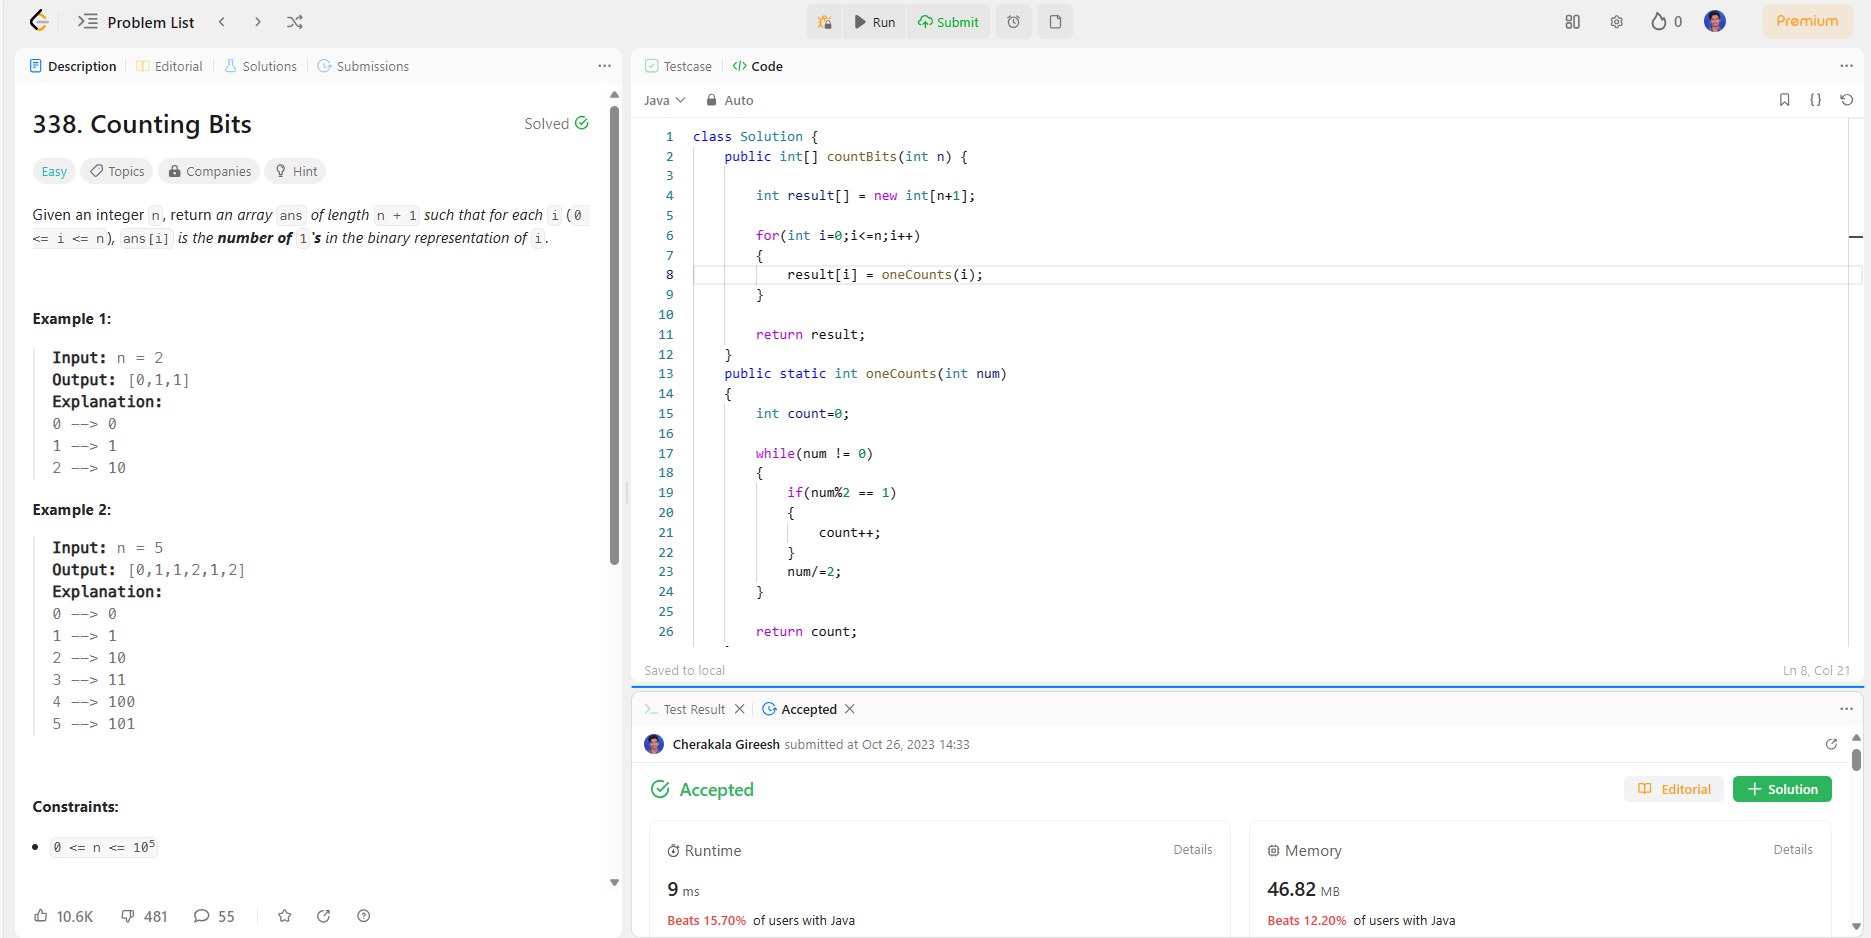 Problem List
Run
Submit
0
Premium
Description
Editorial
Solutions
Submissions
338. Counting Bits
Solved
Easy
Topics
Companies
Hint
Given an integer n, return an array ans of length n + 1 such that for each i (0
<= i <= n), ans[i] is the number of 1's in the binary representation of i.
Example 1:
Input: n = 2
Output: [0,1,1]
Explanation:
0 --> 0
1 --> 1
2 --> 10
Example 2:
Input: n = 5
Output: [0,1,1,2,1,2]
Explanation:
0 --> 0
1 --> 1
2 --> 10
3 --> 11
4 --> 100
5 --> 101
Constraints:
0 <= n <= 10⁵
10.6K
481
55
Testcase
Code
Java
Auto
1 class Solution {
2     public int[] countBits(int n) {
3
4         int result[] = new int[n+1];
5
6         for(int i=0;i<=n;i++)
7         {
8             result[i] = oneCounts(i);
9         }
10
11         return result;
12     }
13     public static int oneCounts(int num)
14     {
15         int count=0;
16
17         while(num != 0)
18         {
19             if(num%2 == 1)
20             {
21                 count++;
22             }
23             num/=2;
24         }
25
26         return count;
Saved to local
Ln 8, Col 21
Test Result
Accepted
Cherakala Gireesh submitted at Oct 26, 2023 14:33
Accepted
Editorial
Solution
Runtime
Details
9 ms
Beats 15.70% of users with Java
Memory
Details
46.82 MB
Beats 12.20% of users with Java